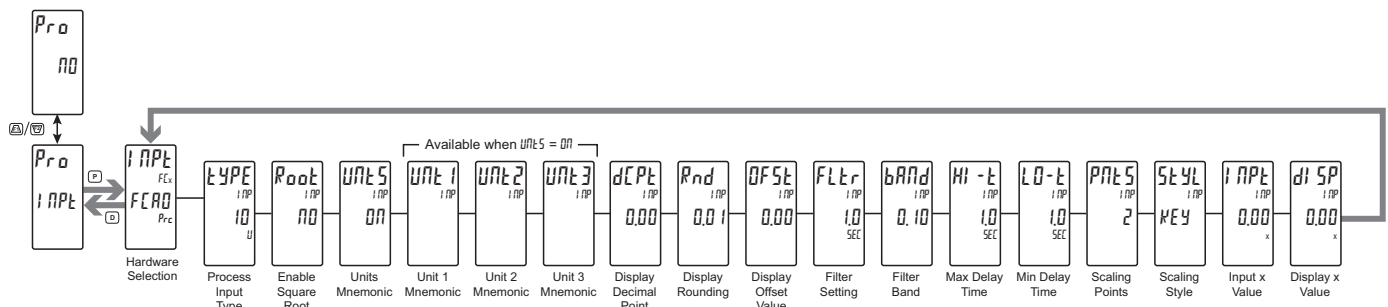 Pro
NO
A/V
Pro
INPt
P
D
INPt
FCx
FCA0
Prc
Hardware
Selection
tYPE
INP
10
V
Process
Input
Type
Root
INP
NO
Enable
Square
Root
UNtS
INP
ON
Units
Mnemonic
Available when UNtS = ON
UNt1
INP
Unit 1
Mnemonic
UNt2
INP
Unit 2
Mnemonic
UNt3
INP
Unit 3
Mnemonic
dCPt
INP
0.00
Display
Decimal
Point
Rnd
INP
0.01
Display
Rounding
OFSt
INP
0.00
Display
Offset
Value
FLtr
INP
1.0
SEC
Filter
Setting
bANd
INP
0.10
Filter
Band
HI-t
INP
1.0
SEC
Max Delay
Time
LO-t
INP
1.0
SEC
Min Delay
Time
PNtS
INP
2
Scaling
Points
StYL
INP
KEY
Scaling
Style
INPt
INP
0.00
x
Input x
Value
dISP
INP
0.00
x
Display x
Value